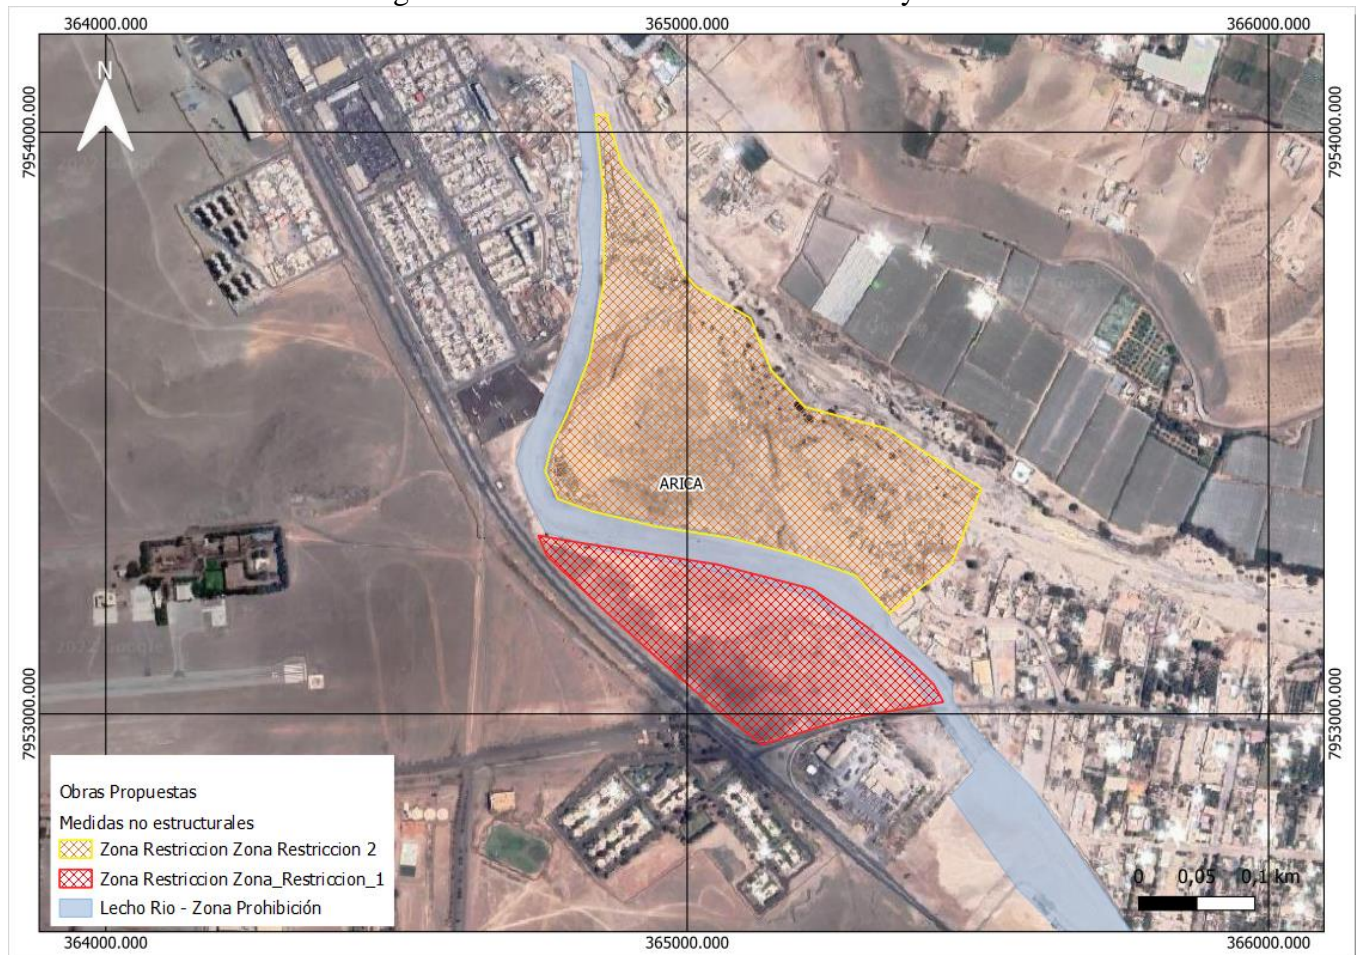 364000.000 365000.000 366000.000
N
7954000.000 7954000.000
ARICA
2022 Google
7953000.000 7953000.000
Obras Propuestas
Medidas no estructurales
Zona Restriccion Zona Restriccion 2
Zona Restriccion Zona_Restriccion_1
Lecho Rio - Zona Prohibición
0 0,05 0,1 km
364000.000 365000.000 366000.000